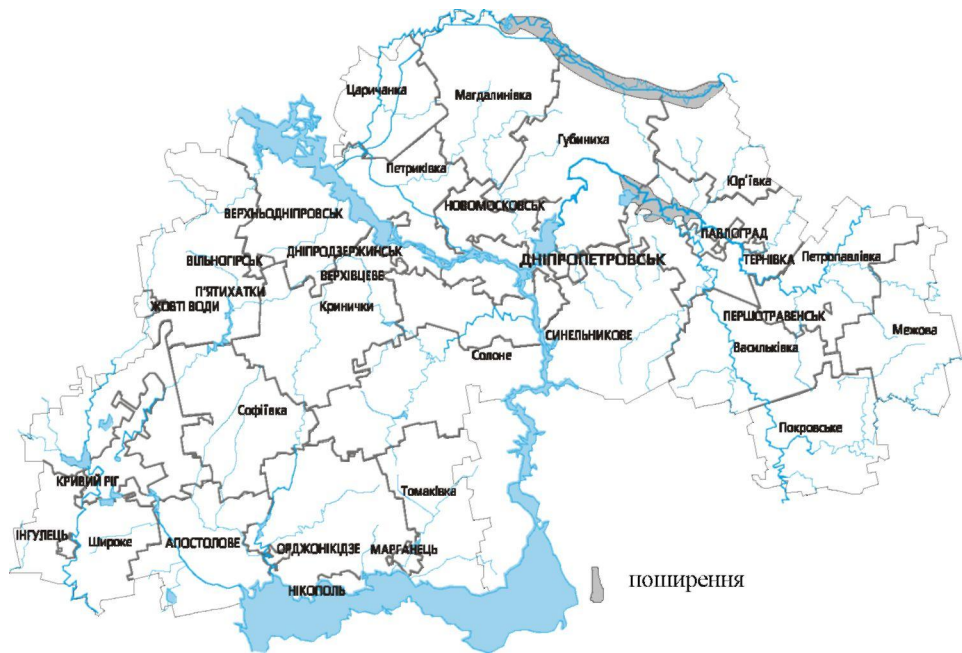 Царичанка
Магдалинівка
Губиниха
Петриківка
Юр'ївка
НОВОМОСКОВСЬК
ВЕРХНЬОДНІПРОВСЬК
ПАВЛОГРАД
ДНІПРОДЗЕРЖИНСЬК
ДНІПРОПЕТРОВСЬК
ТЕРНІВКА
Петропавлівка
ВІЛЬНОГІРСЬК
ВЕРХІВЦЕВЕ
П'ЯТИХАТКИ
ЖОВТІ ВОДИ
Кринички
ПЕРШОТРАВЕНСЬК
СИНЕЛЬНИКОВЕ
Межова
Васильківка
Солоне
Софіївка
Покровське
КРИВИЙ РІГ
Томаківка
ІНГУЛЕЦЬ
Широке
АПОСТОЛОВЕ
ОРДЖОНІКІДЗЕ
МАРГАНЕЦЬ
НІКОПОЛЬ
поширення